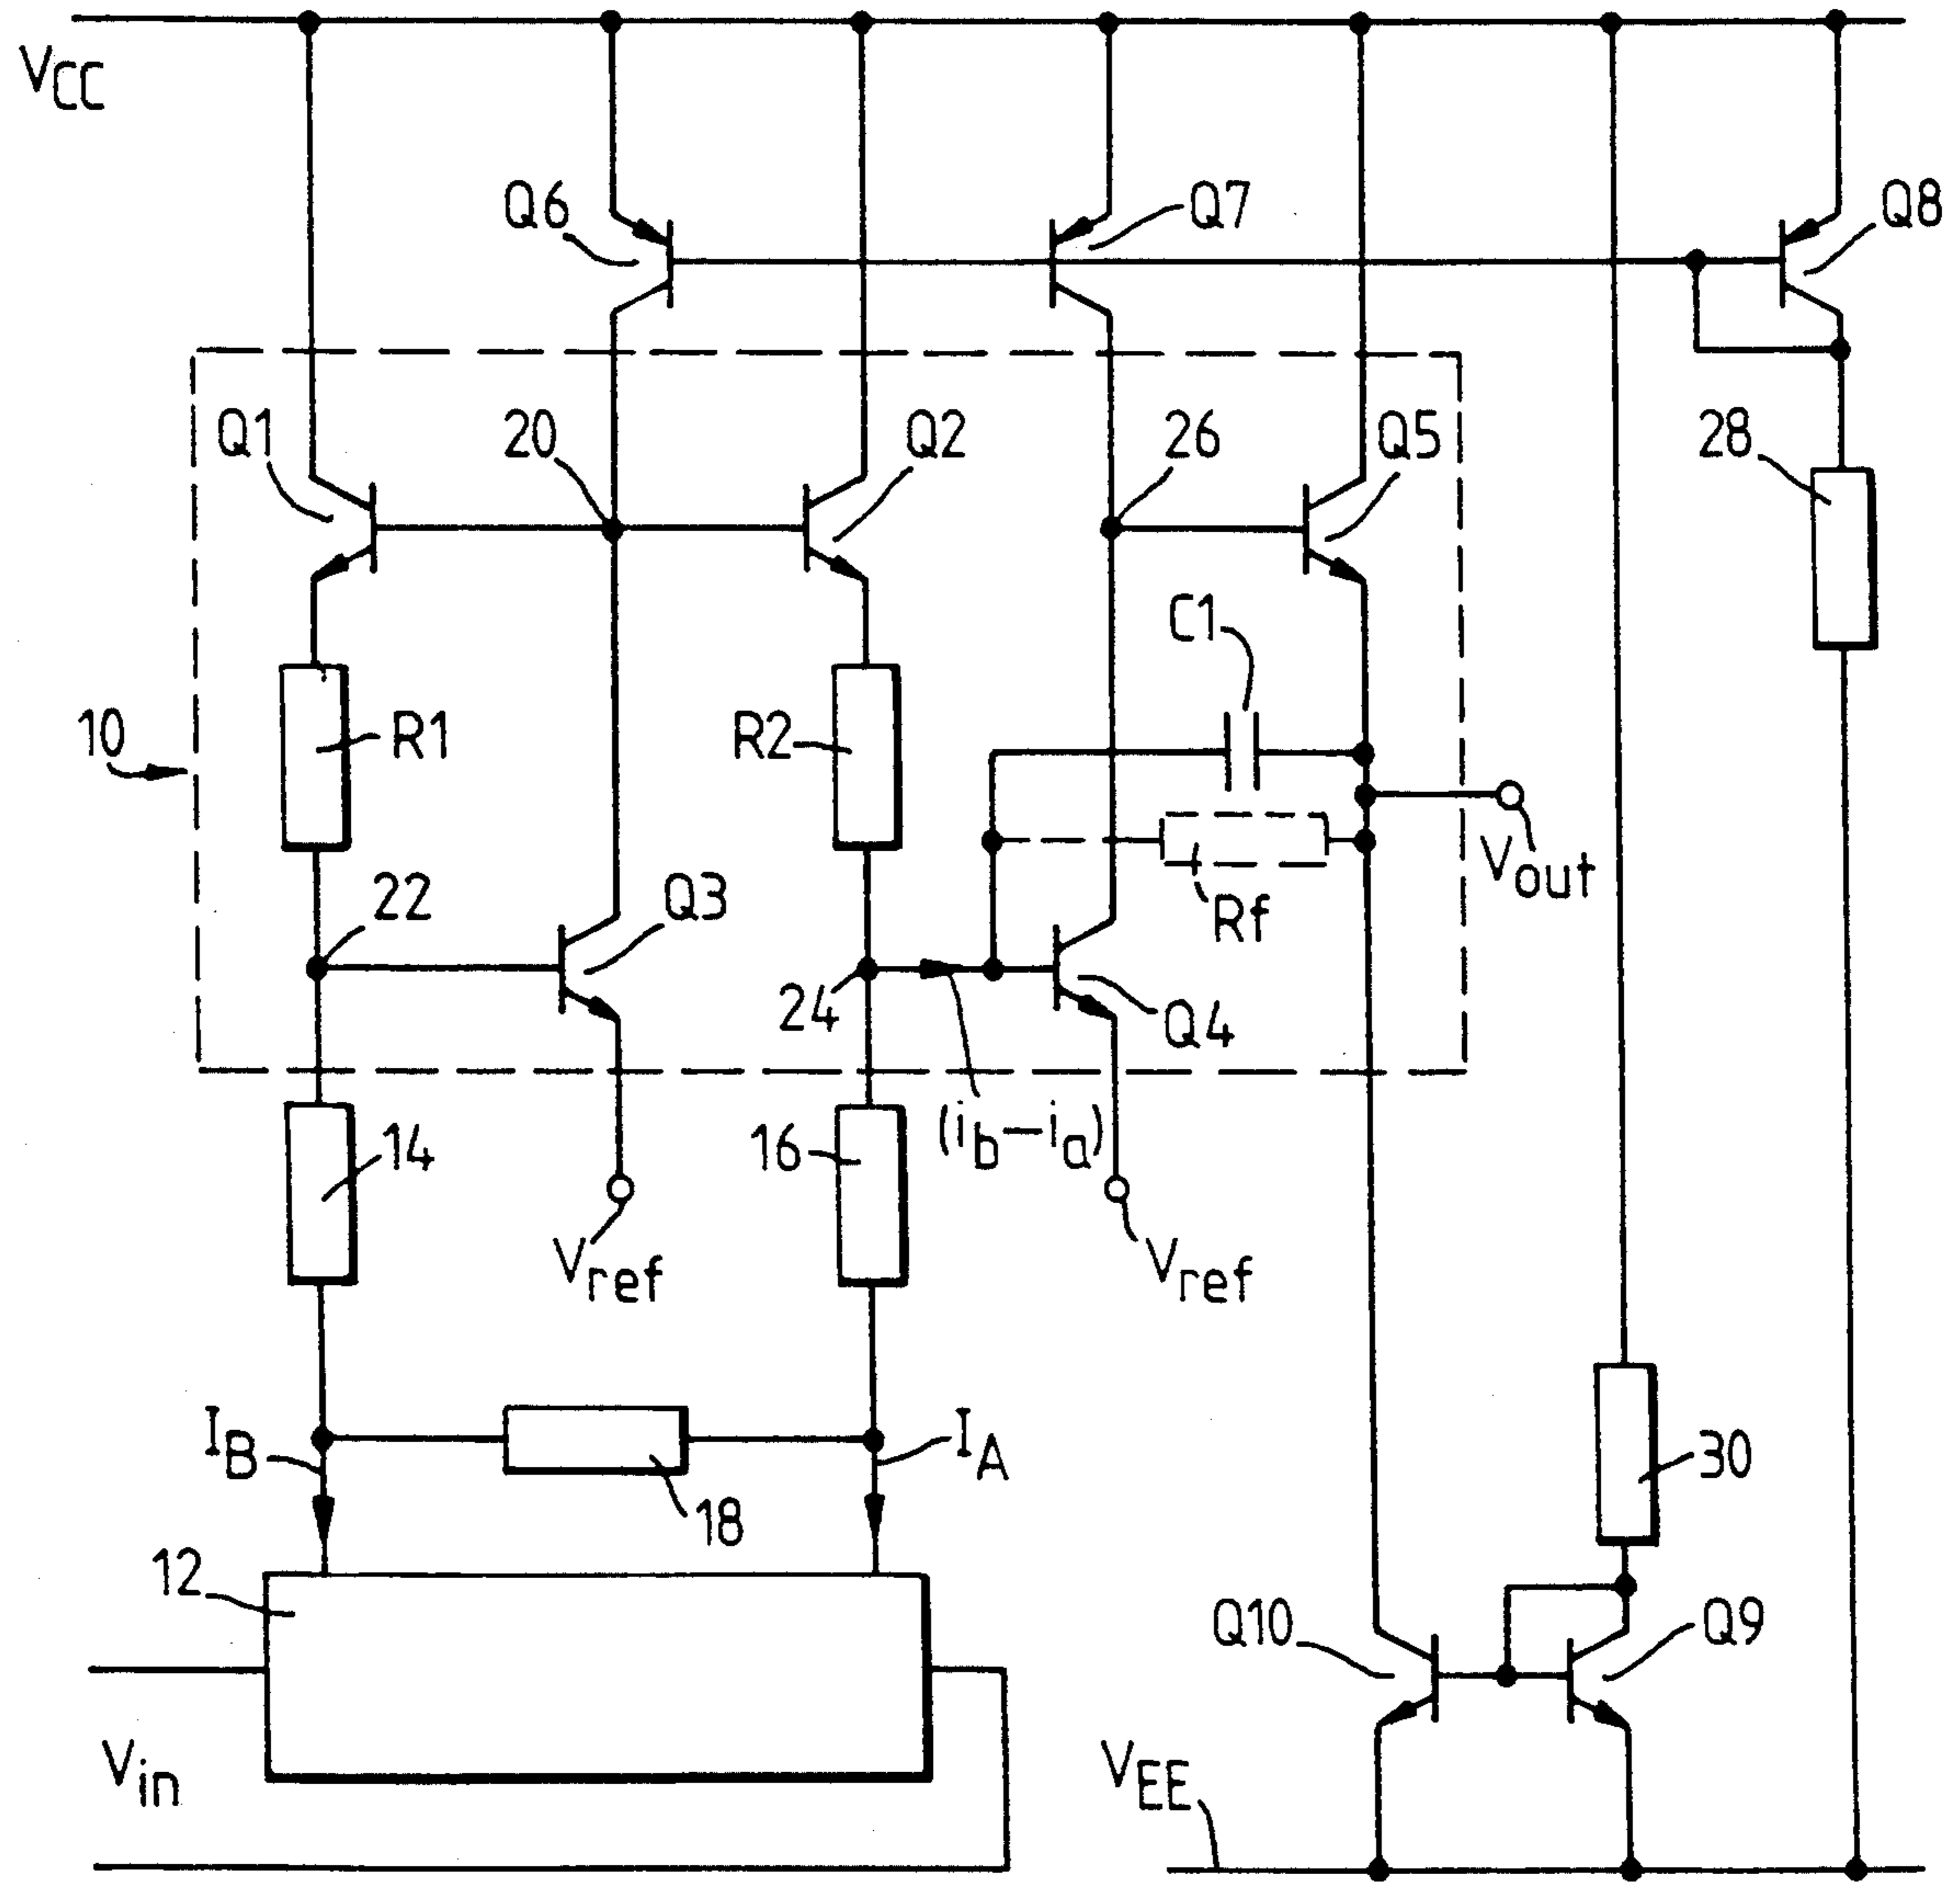 VCC
Q6
Q7
Q8
Q1
20
Q2
26
Q5
28
C1
10
R1
R2
Vout
22
Q3
Rf
24
Q4
14
16
(ib−ia)
Vref
Vref
IB
IA
18
30
12
Q10
Q9
Vin
VEE